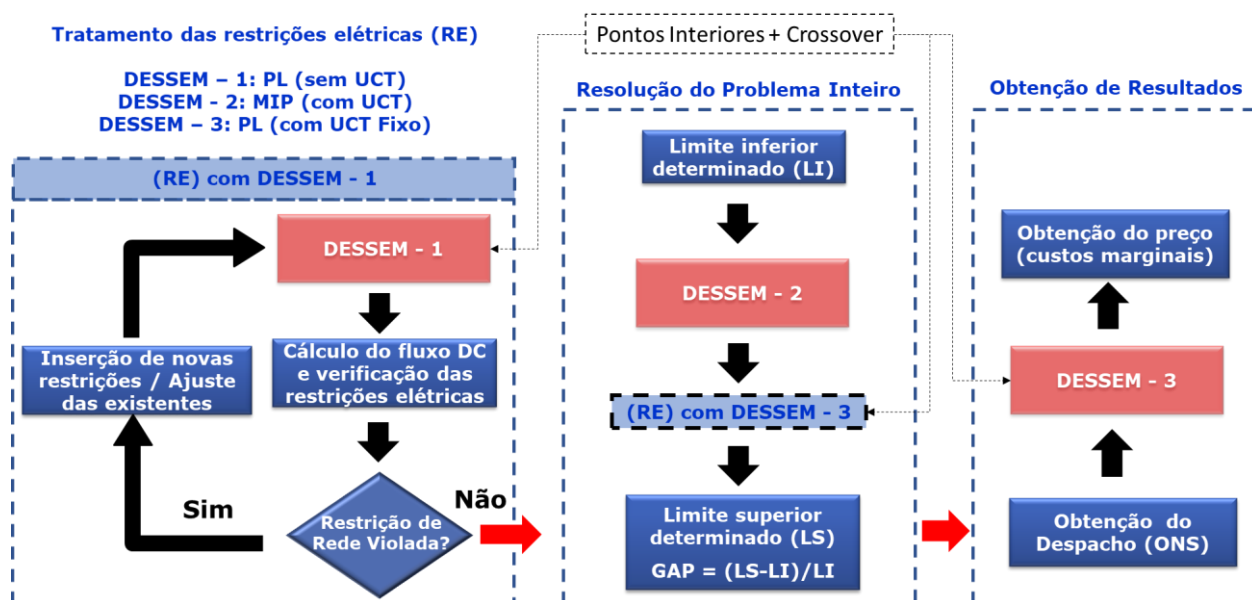 Tratamento das restrições elétricas (RE)
DESSEM – 1: PL (sem UCT)
DESSEM - 2: MIP (com UCT)
DESSEM – 3: PL (com UCT Fixo)
(RE) com DESSEM - 1
DESSEM - 1
Cálculo do fluxo DC
e verificação das
restrições elétricas
Inserção de novas
restrições / Ajuste
das existentes
Restrição de
Rede Violada?
Sim
Não
Pontos Interiores + Crossover
Resolução do Problema Inteiro
Limite inferior
determinado (LI)
DESSEM - 2
(RE) com DESSEM - 3
Limite superior
determinado (LS)
GAP = (LS-LI)/LI
Obtenção de Resultados
Obtenção do preço
(custos marginais)
DESSEM - 3
Obtenção do
Despacho (ONS)